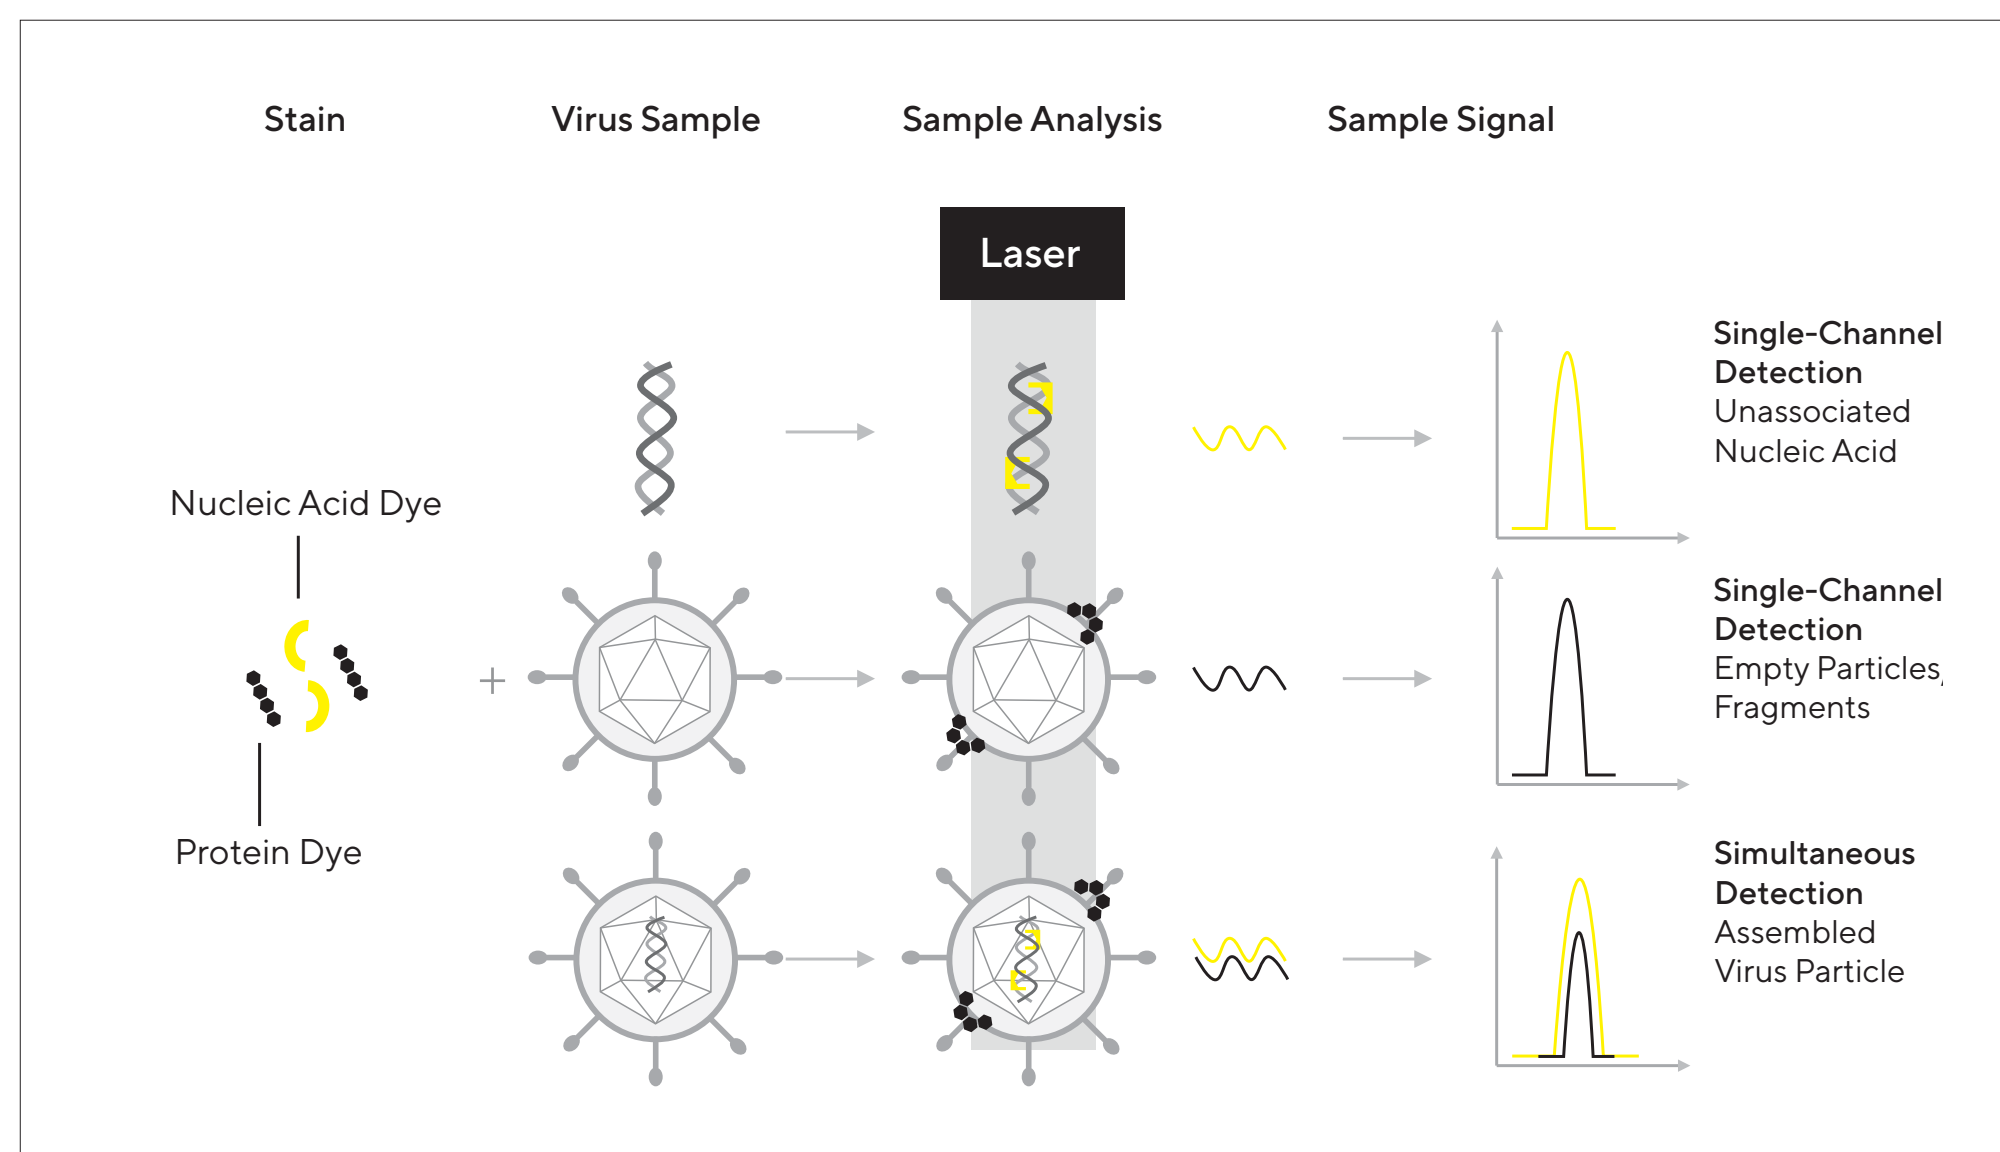 Stain
Virus Sample
Sample Analysis
Sample Signal
Laser
Single-Channel
Detection
Unassociated
Nucleic Acid
Nucleic Acid Dye
+
Single-Channel
Detection
Empty Particles,
Fragments
Protein Dye
Simultaneous
Detection
Assembled
Virus Particle